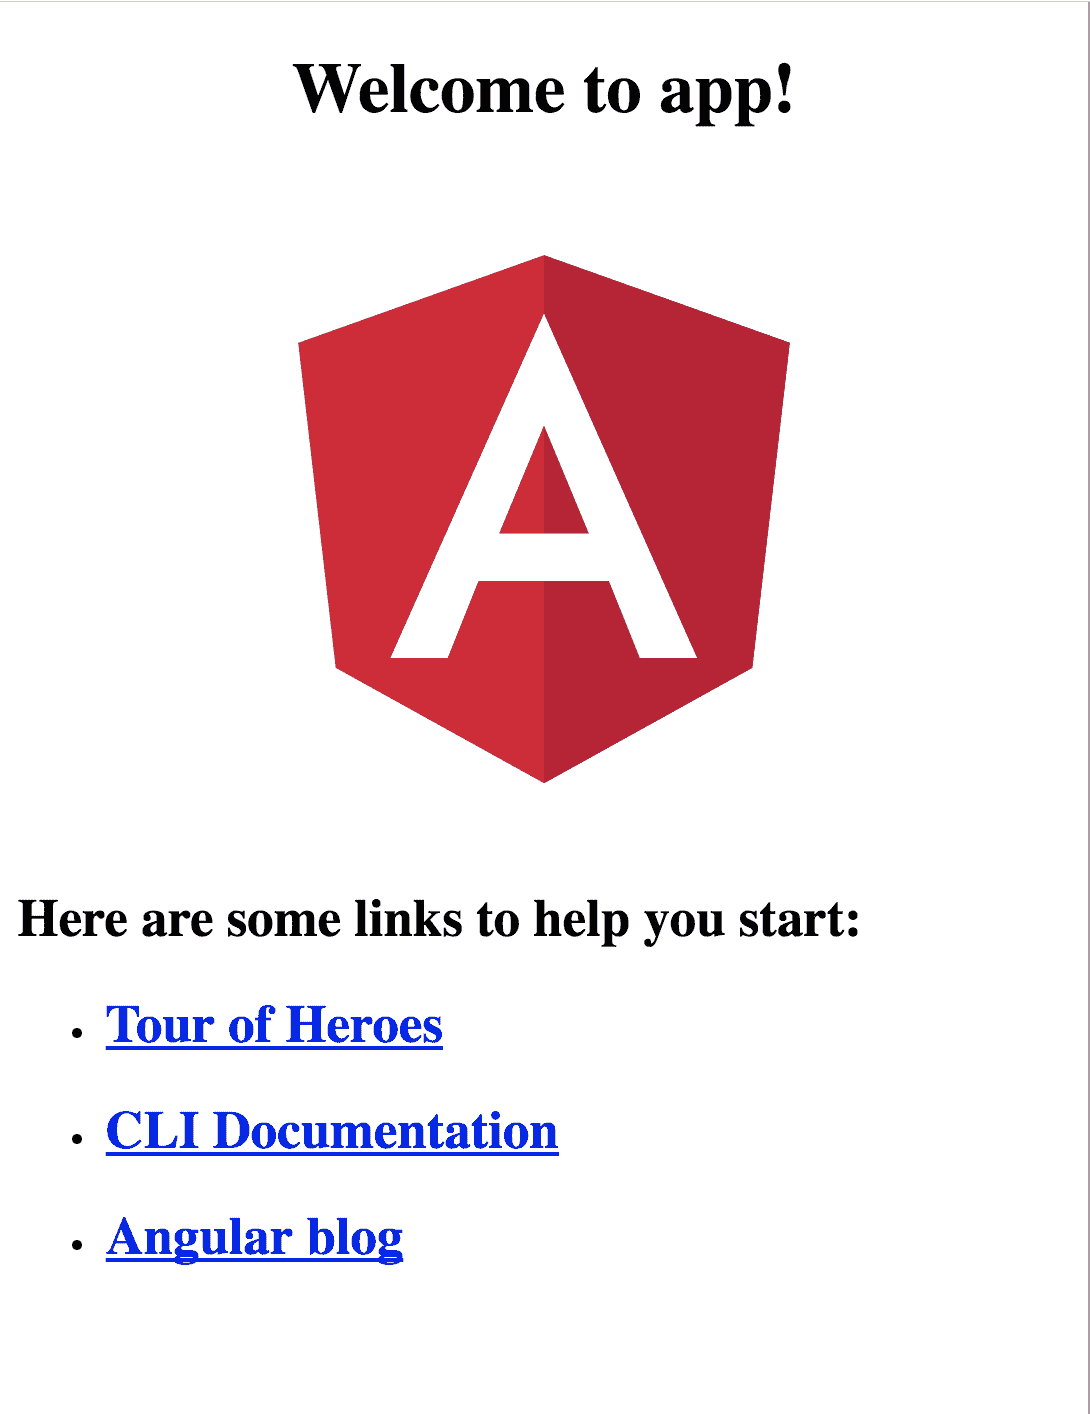 Welcome to app!
A
Here are some links to help you start:
Tour of Heroes
CLI Documentation
Angular blog